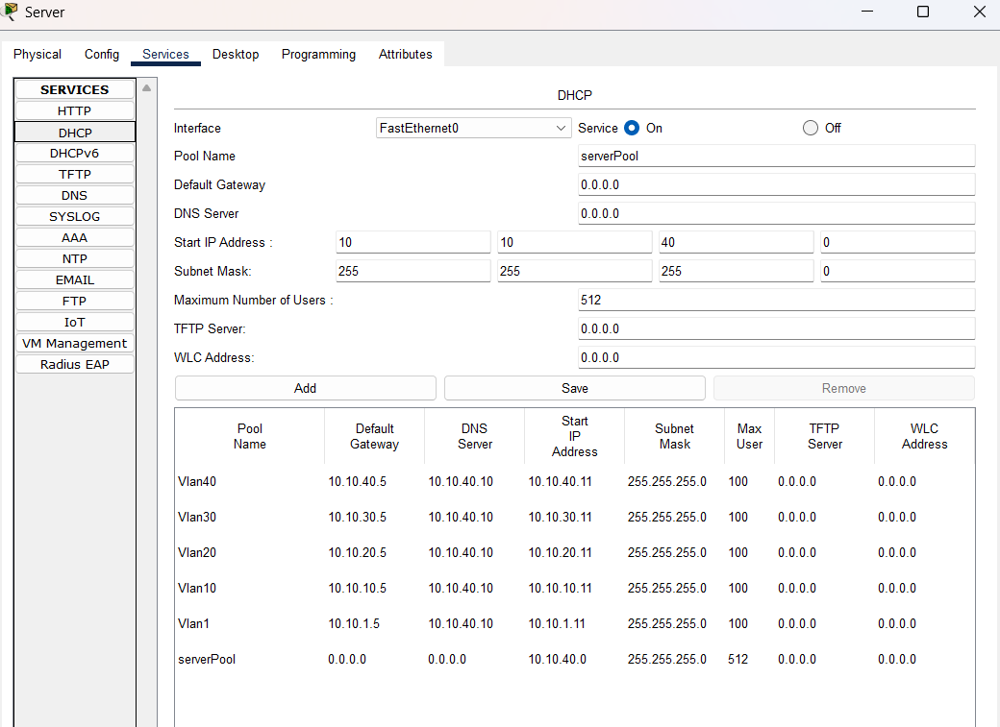 Server
Physical Config Services Desktop Programming Attributes
SERVICES
HTTP
DHCP
DHCPv6
TFTP
DNS
SYSLOG
AAA
NTP
EMAIL
FTP
IoT
VM Management
Radius EAP
DHCP
Interface FastEthernet0 Service On Off
Pool Name serverPool
Default Gateway 0.0.0.0
DNS Server 0.0.0.0
Start IP Address : 10 10 40 0
Subnet Mask: 255 255 255 0
Maximum Number of Users : 512
TFTP Server: 0.0.0.0
WLC Address: 0.0.0.0
Add Save Remove
Pool Name Default Gateway DNS Server Start IP Address Subnet Mask Max User TFTP Server WLC Address
Vlan40 10.10.40.5 10.10.40.10 10.10.40.11 255.255.255.0 100 0.0.0.0 0.0.0.0
Vlan30 10.10.30.5 10.10.40.10 10.10.30.11 255.255.255.0 100 0.0.0.0 0.0.0.0
Vlan20 10.10.20.5 10.10.40.10 10.10.20.11 255.255.255.0 100 0.0.0.0 0.0.0.0
Vlan10 10.10.10.5 10.10.40.10 10.10.10.11 255.255.255.0 100 0.0.0.0 0.0.0.0
Vlan1 10.10.1.5 10.10.40.10 10.10.1.11 255.255.255.0 100 0.0.0.0 0.0.0.0
serverPool 0.0.0.0 0.0.0.0 10.10.40.0 255.255.255.0 512 0.0.0.0 0.0.0.0